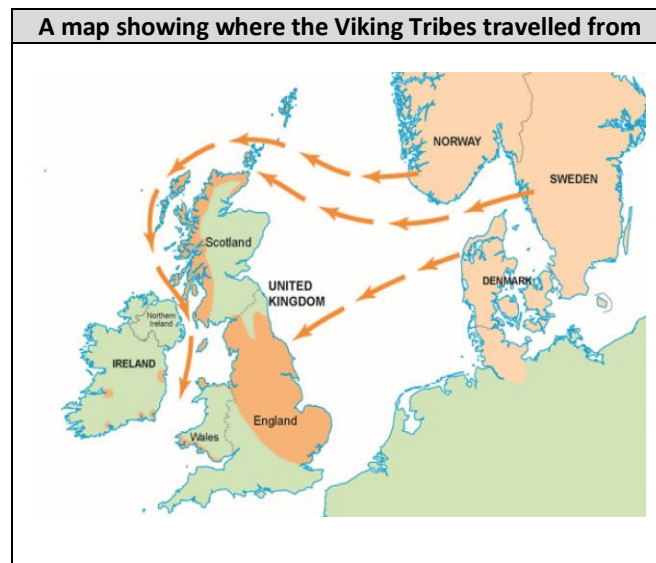 A map showing where the Viking Tribes travelled from
NORWAY
SWEDEN
Scotland
DENMARK
UNITED
KINGDOM
Northern
Ireland
IRELAND
England
Wales